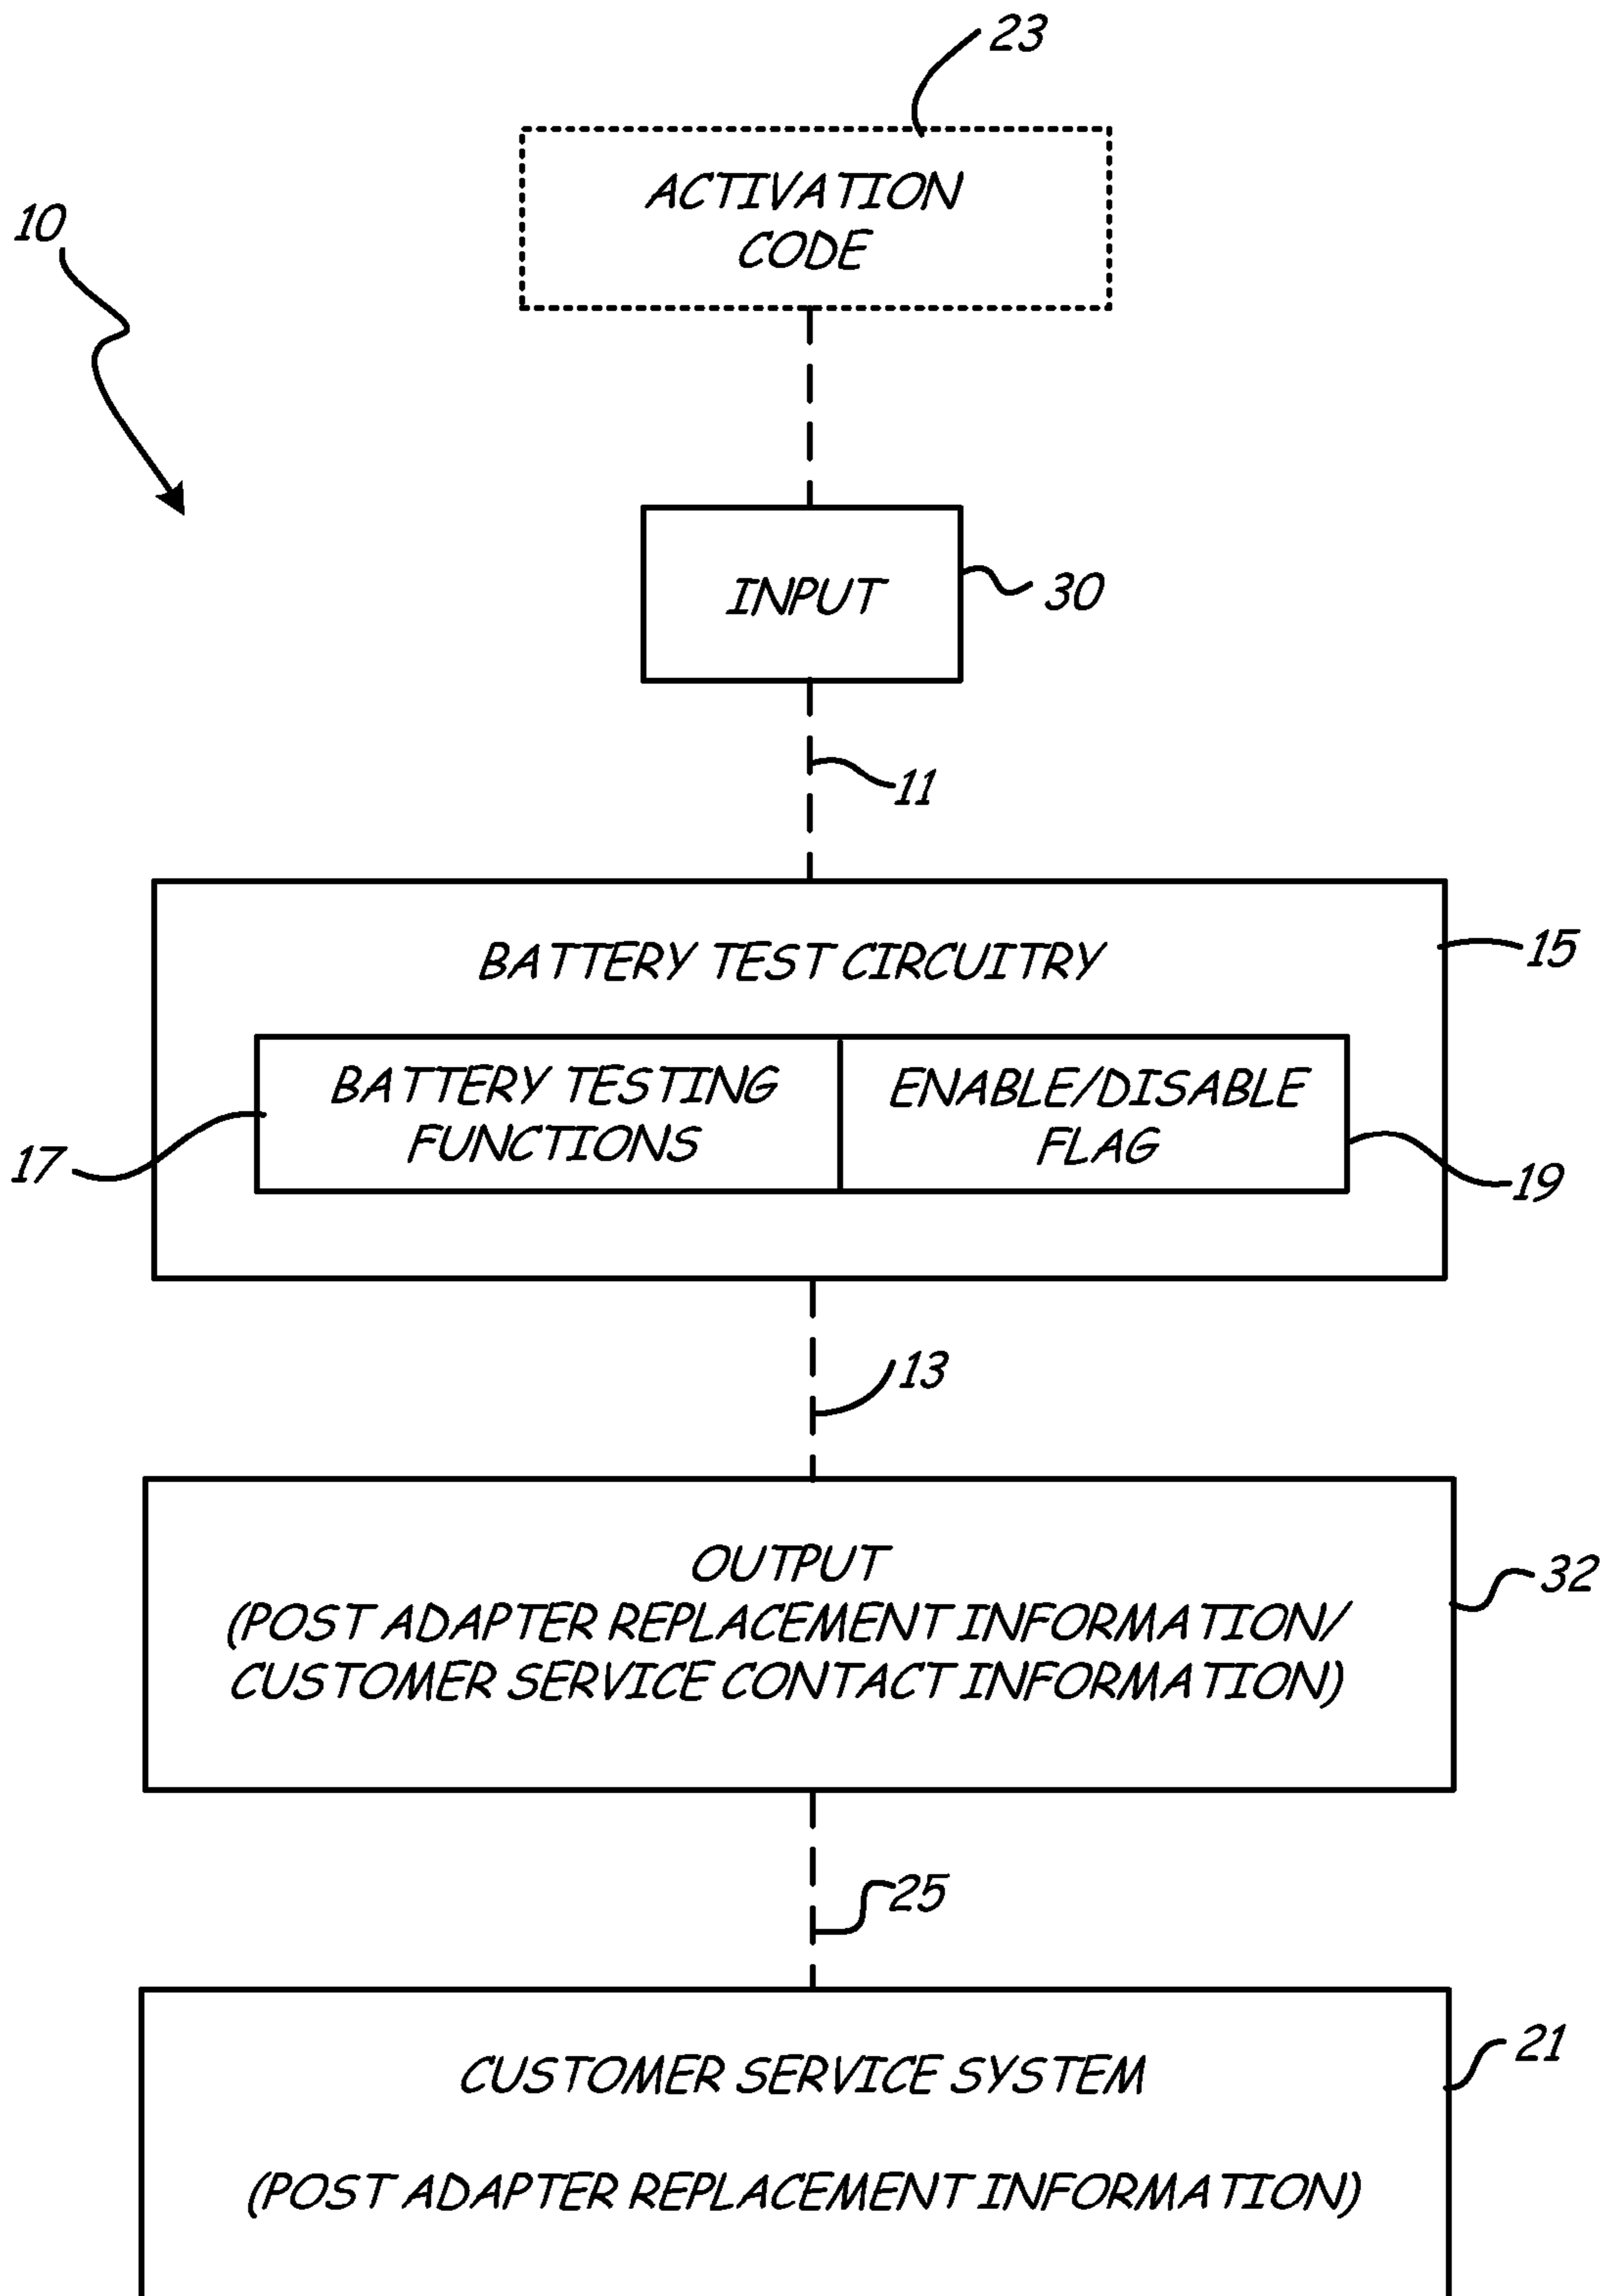 23
ACTIVATION
CODE
10
INPUT
30
11
BATTERY TEST CIRCUITRY
15
BATTERY TESTING
FUNCTIONS
ENABLE/DISABLE
FLAG
17
19
13
OUTPUT
(POST ADAPTER REPLACEMENT INFORMATION/
CUSTOMER SERVICE CONTACT INFORMATION)
32
25
CUSTOMER SERVICE SYSTEM
21
(POST ADAPTER REPLACEMENT INFORMATION)